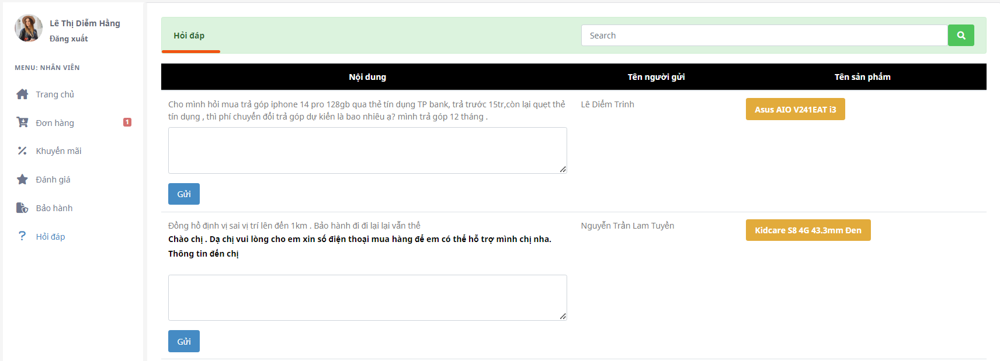 Lê Thị Diễm Hằng
Đăng xuất
MENU: NHÂN VIÊN
Trang chủ
Đơn hàng
1
Khuyến mãi
Đánh giá
Bảo hành
Hỏi đáp
Hỏi đáp
Search
Nội dung
Tên người gửi
Tên sản phẩm
Cho mình hỏi mua trả góp iphone 14 pro 128gb qua thẻ tín dụng TP bank, trả trước 15tr,còn lại quẹt thẻ
tín dụng , thì phí chuyển đổi trả góp dự kiến là bao nhiêu ạ? mình trả góp 12 tháng .
Lê Diễm Trinh
Asus AIO V241EAT i3
Gửi
Đồng hồ định vị sai vị trí lên đến 1km . Bảo hành đi đi lại lại vẫn thế
Chào chị . Dạ chị vui lòng cho em xin số điện thoại mua hàng để em có thể hỗ trợ mình chị nha.
Thông tin đến chị
Nguyễn Trần Lam Tuyền
Kidcare S8 4G 43.3mm Đen
Gửi